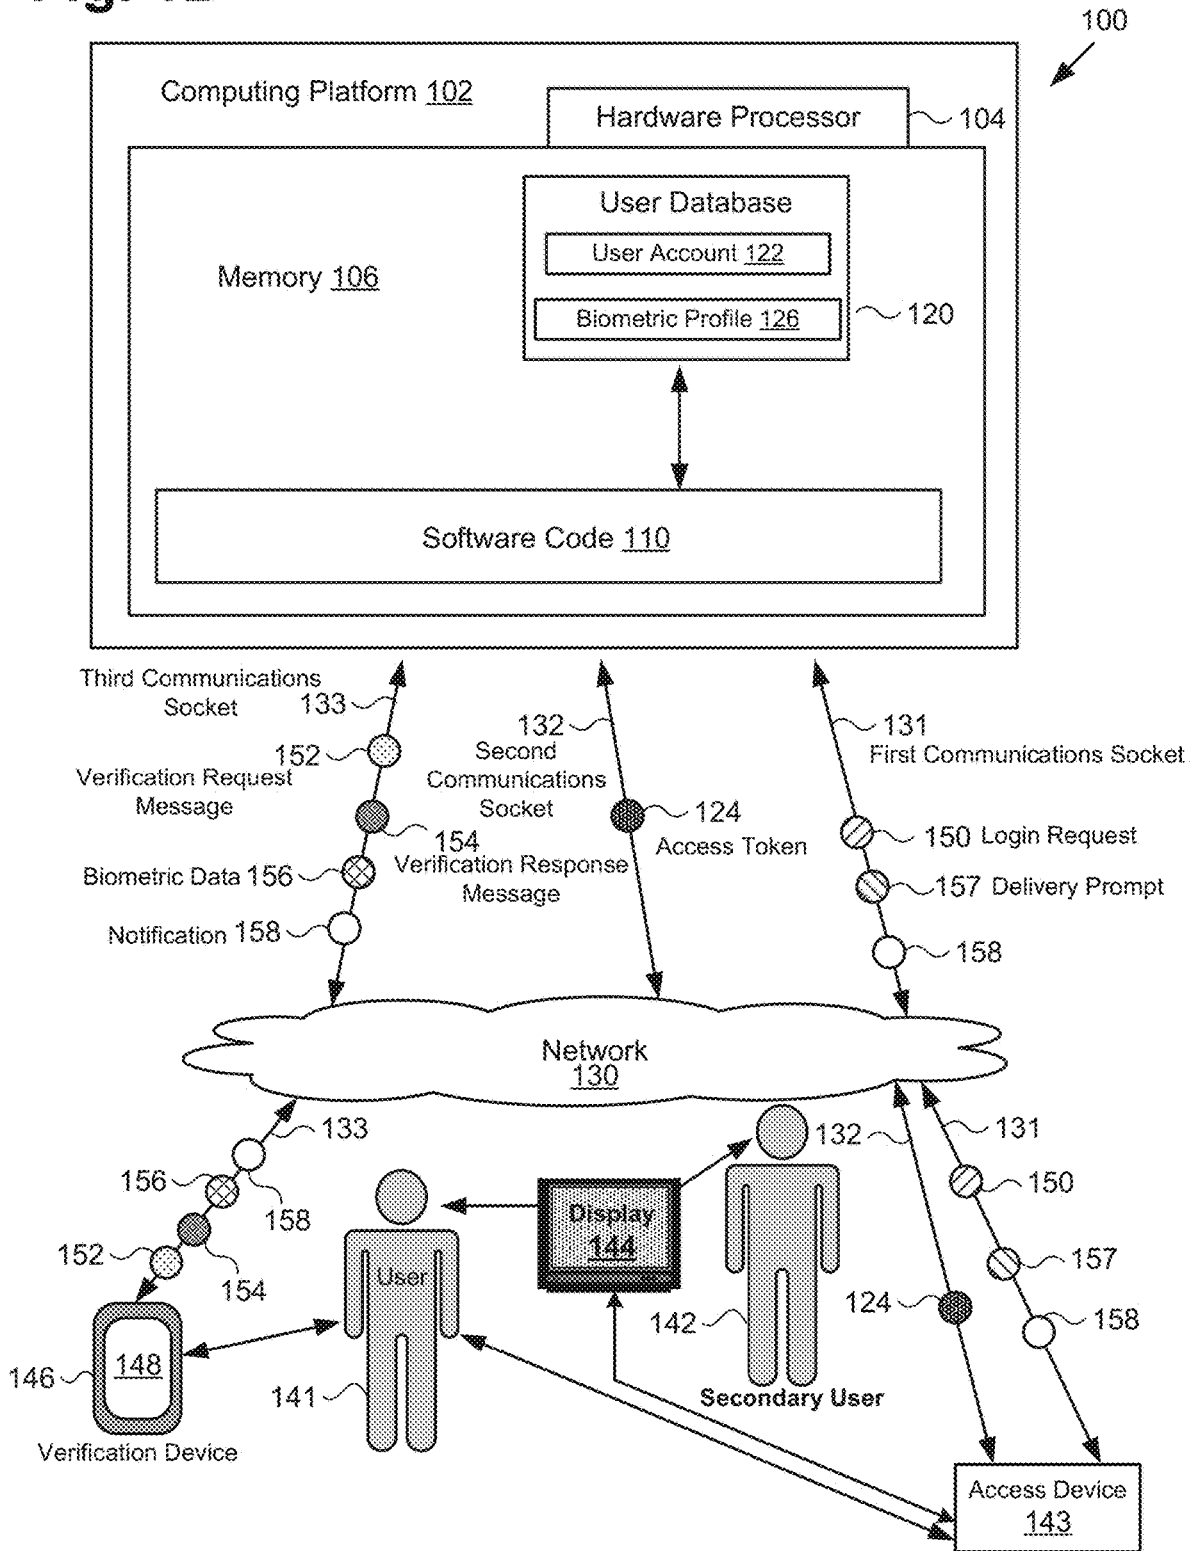 100
Computing Platform 102
Hardware Processor
104
User Database
User Account 122
Memory 106
Biometric Profile 126
120
Software Code 110
Third Communications
Socket
133
132
131
152
Second
Communications
Socket
First Communications Socket
Verification Request
Message
154
124
150 Login Request
Access Token
Biometric Data 156
Verification Response
Message
157 Delivery Prompt
Notification 158
158
Network
130
133
132
131
156
158
150
152
154
User
Display
144
157
124
158
142
146
148
141
Secondary User
Verification Device
Access Device
143